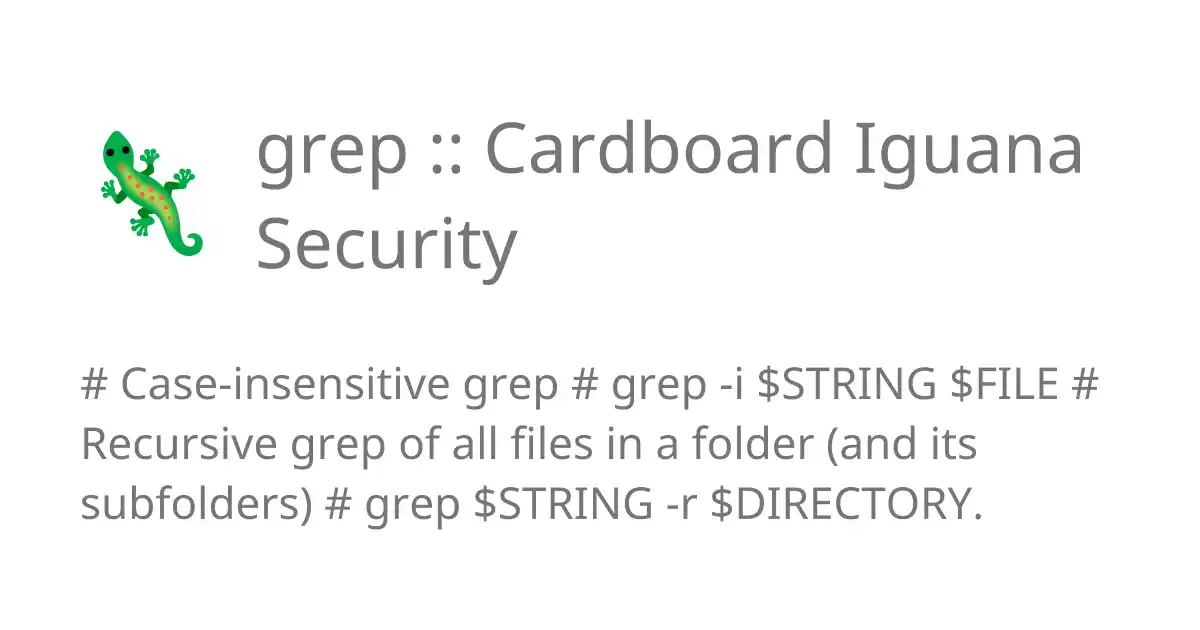 grep :: Cardboard Iguana
Security
# Case-insensitive grep # grep -i $STRING $FILE #
Recursive grep of all files in a folder (and its
subfolders) # grep $STRING -r $DIRECTORY.